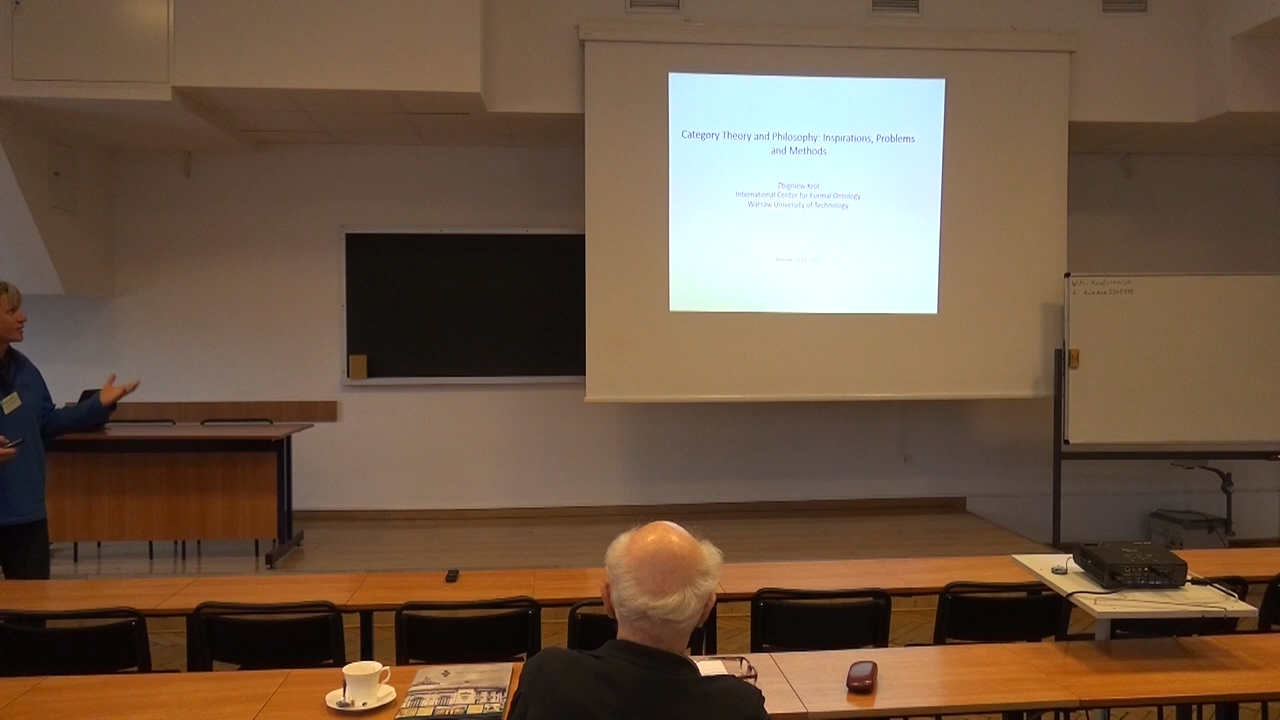 Category Theory and Philosophy: Inspirations, Problems
and Methods
Zbigniew Król
International Center for Formal Ontology
Warsaw University of Technology